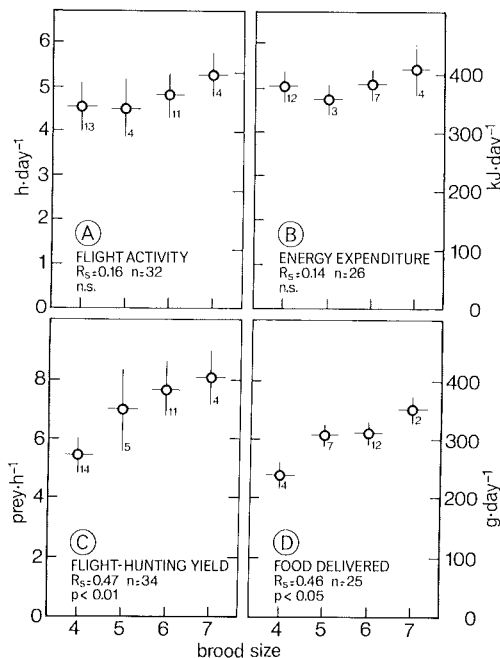 6
5
4
3
2
1
0
h·day⁻¹
13
4
11
4
A
FLIGHT ACTIVITY
Rs=0.16 n=32
n.s.
12
3
7
4
B
ENERGY EXPENDITURE
Rs=0.14 n=26
n.s.
400
300
200
100
0
kJ·day⁻¹
8
6
4
2
0
prey·h⁻¹
14
5
11
4
C
FLIGHT-HUNTING YIELD
Rs=0.47 n=34
p<0.01
4
7
12
2
D
FOOD DELIVERED
Rs=0.46 n=25
p<0.05
400
300
200
100
0
g·day⁻¹
4 5 6 7
4 5 6 7
brood size